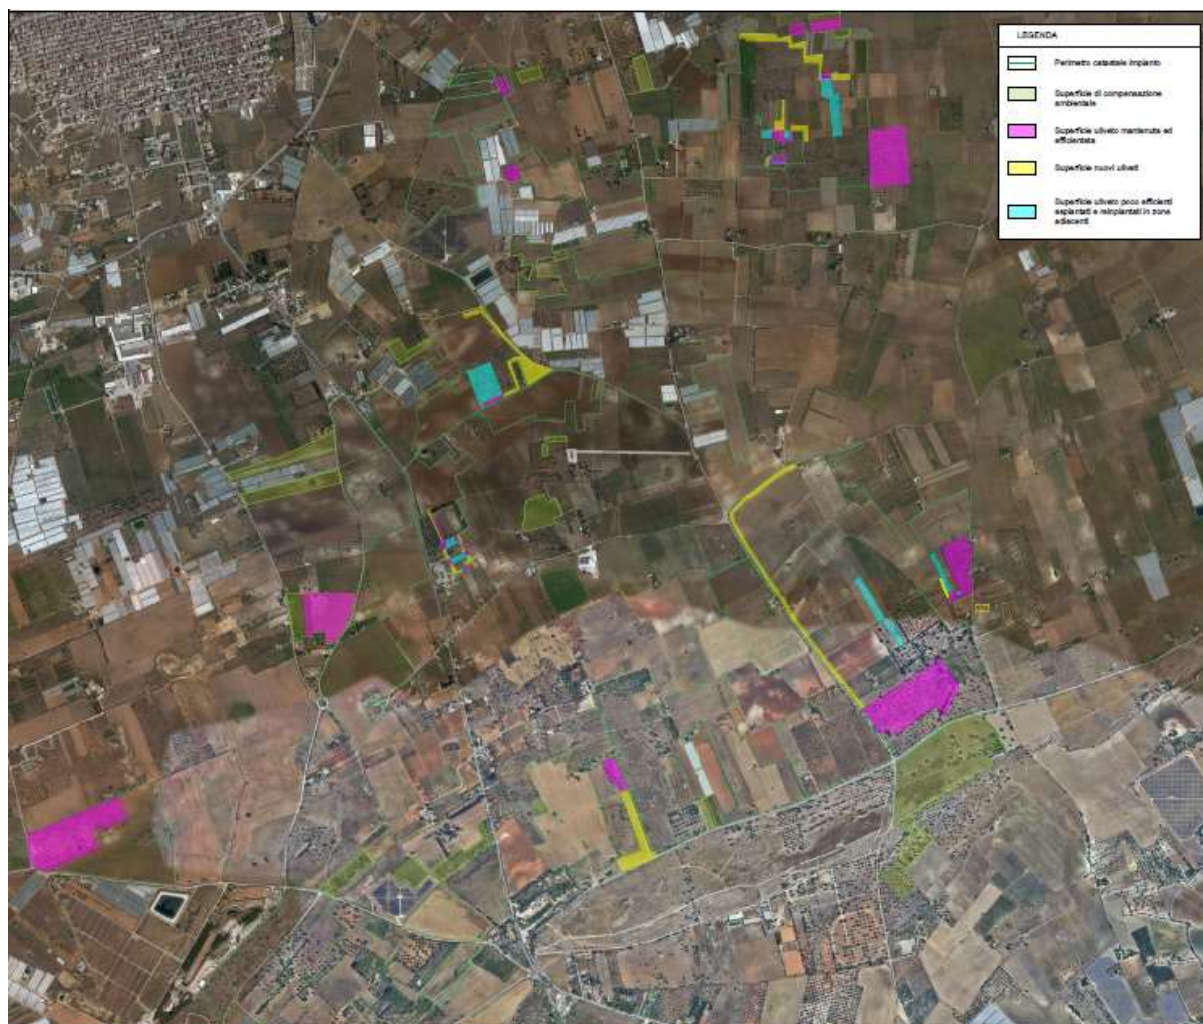 LEGENDA
Perimetro catastale impianto
Superficie di compensazione
ambientale
Superficie uliveto mantenuta ed
efficientata
Superficie nuovi uliveti
Superficie uliveto poco efficienti
espiantati e reimpiantati in zone
adiacenti